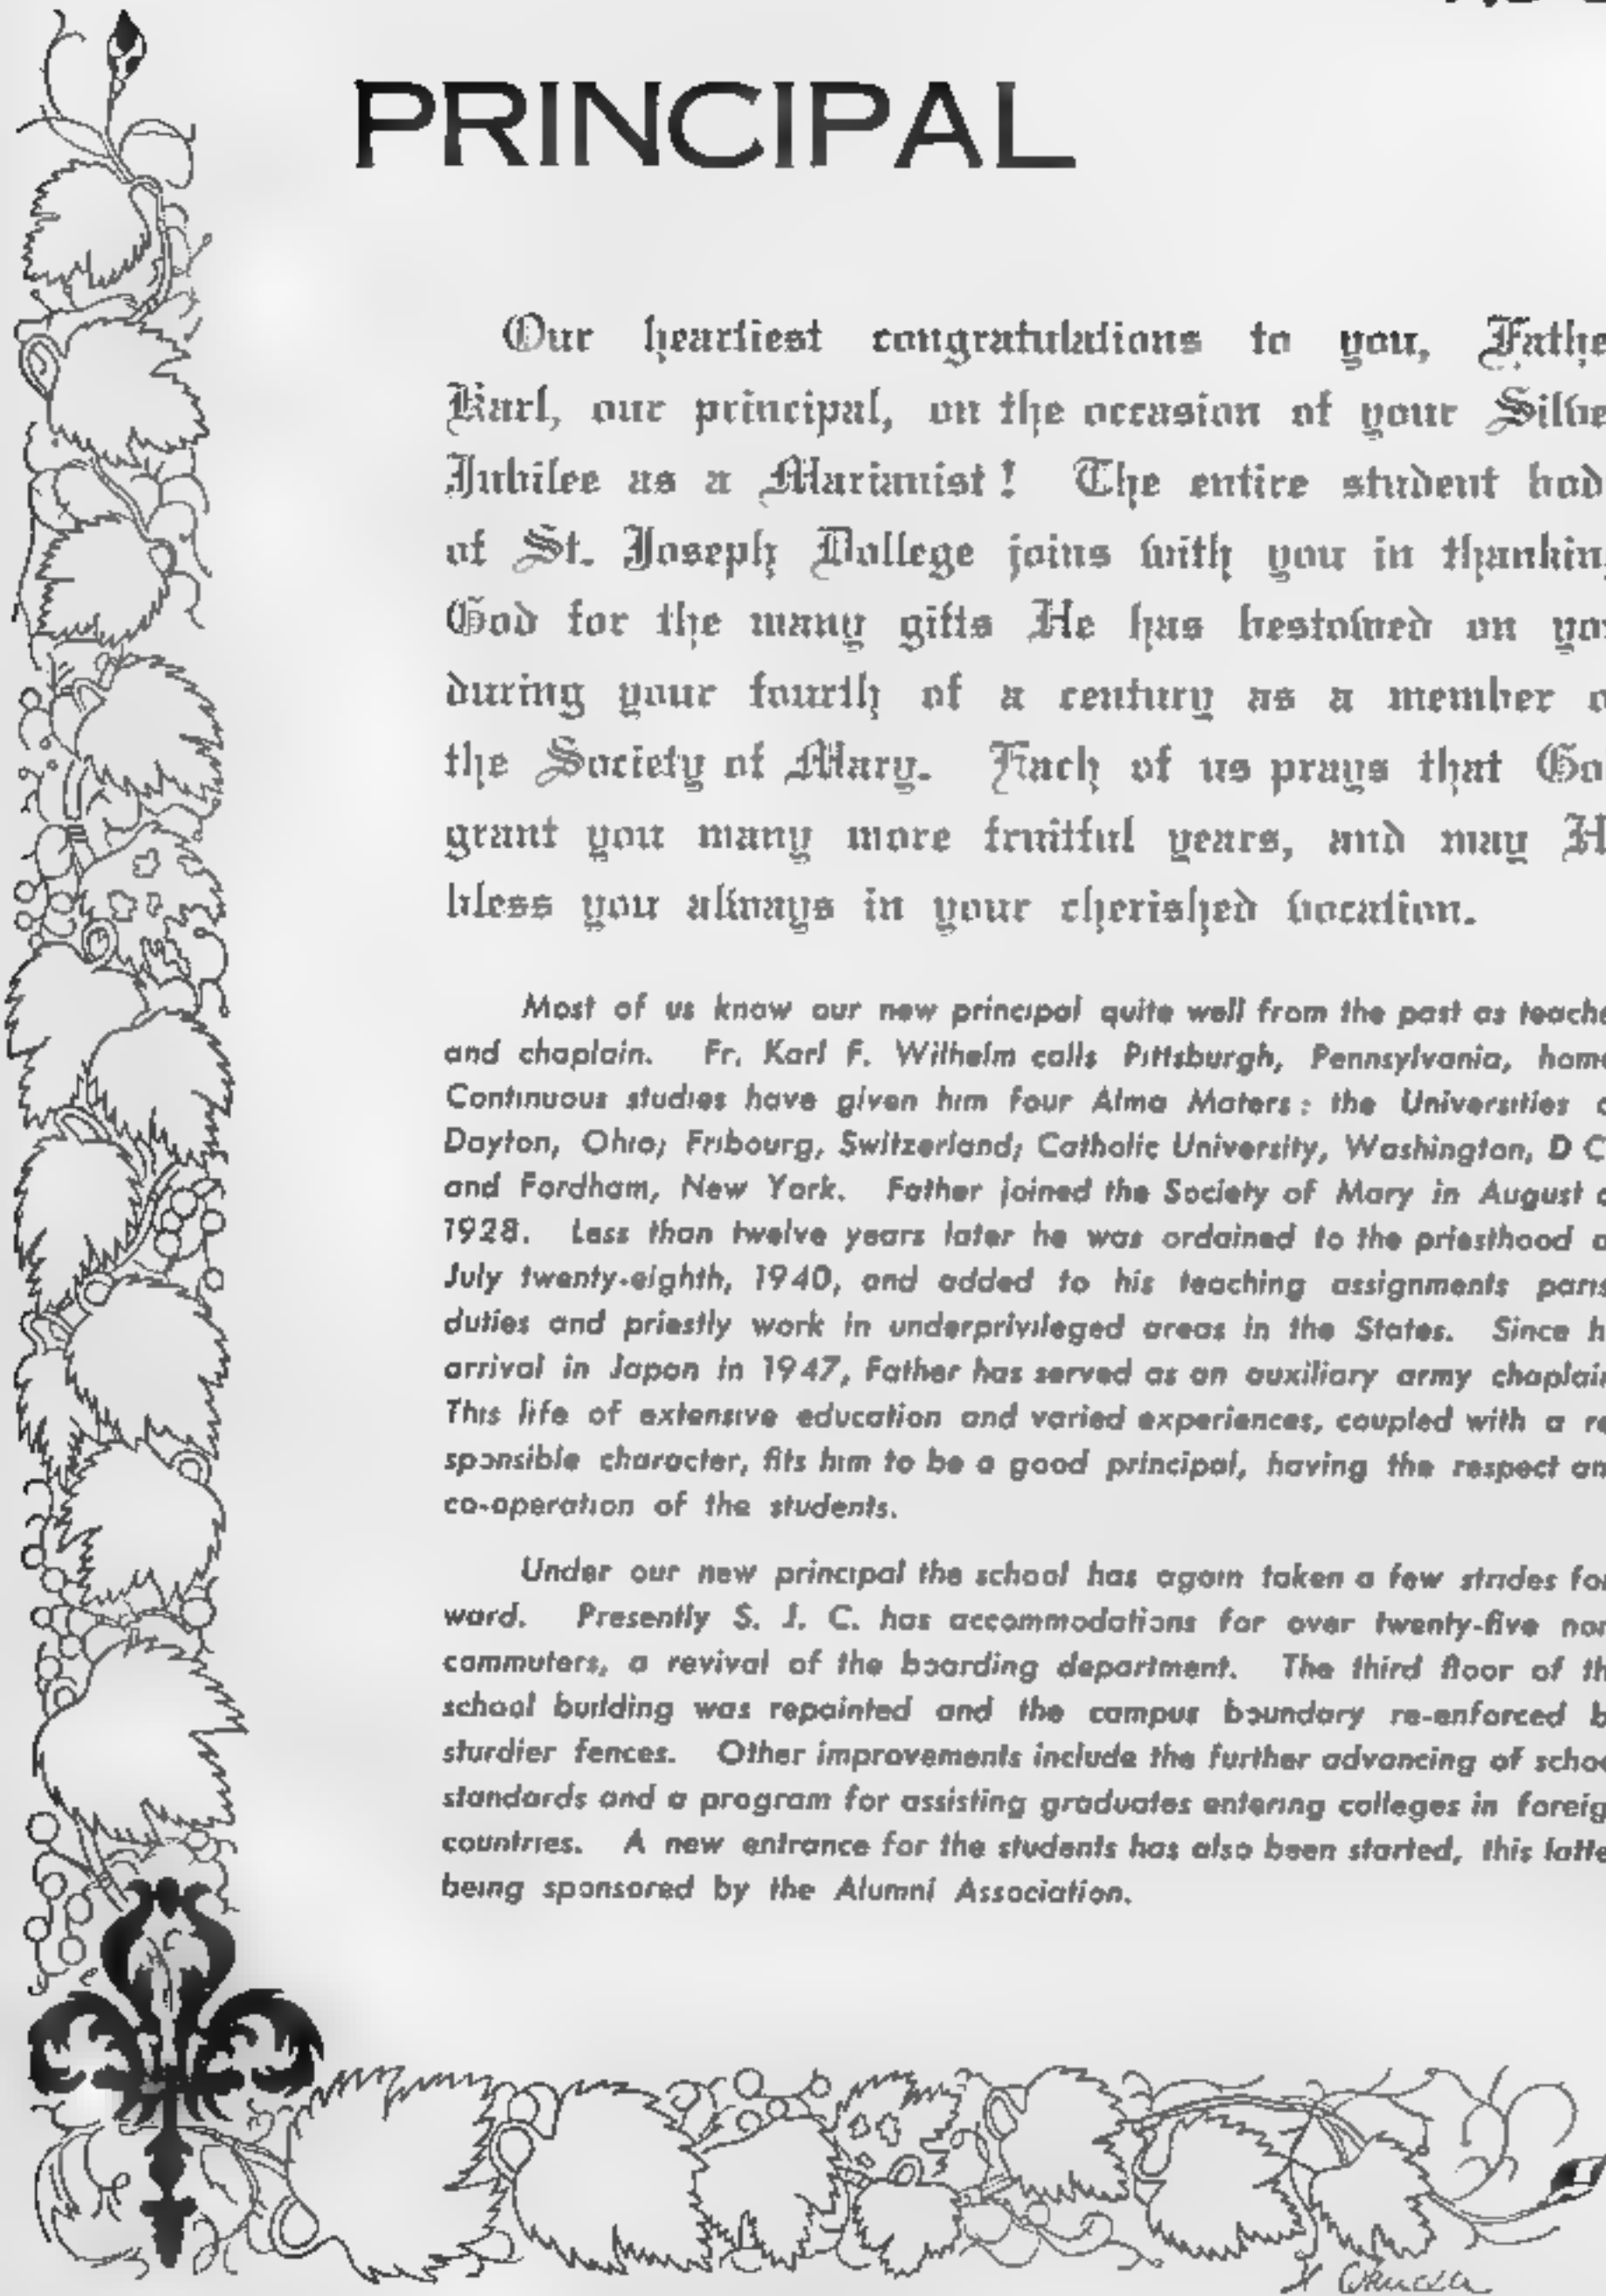 PRINCIPAL
Our heartiest congratulations to you, Fathe
Karl, our principal, on the occasion of your Silve
Jubilee as a Marianist! The entire student bod
of St. Joseph Dollege joins with you in thankin
God for the many gifts He has bestowed on yo
during your fourth of a century as a member o
the Society of Mary. Each of us prays that Go
grant you many more fruitful years, and may H
bless you always in your cherished vocation.
Most of us know our new principal quite well from the past as teache
and chaplain. Fr. Karl F. Wilhelm calls Pittsburgh, Pennsylvania, home
Continuous studies have given him four Alma Maters: the Universities o
Dayton, Ohio; Fribourg, Switzerland; Catholic University, Washington, D C
and Fordham, New York. Father joined the Society of Mary in August o
1928. Less than twelve years later he was ordained to the priesthood o
July twenty-eighth, 1940, and added to his teaching assignments paris
duties and priestly work in underprivileged areas in the States. Since h
arrival in Japan in 1947, Father has served as an auxiliary army chaplain
This life of extensive education and varied experiences, coupled with a re
sponsible character, fits him to be a good principal, having the respect an
co-operation of the students.
Under our new principal the school has again taken a few strides for
ward. Presently S. J. C. has accommodations for over twenty-five non
commuters, a revival of the boarding department. The third floor of th
school building was repainted and the campus boundary re-enforced b
sturdier fences. Other improvements include the further advancing of schoo
standards and a program for assisting graduates entering colleges in foreig
countries. A new entrance for the students has also been started, this latte
being sponsored by the Alumni Association.